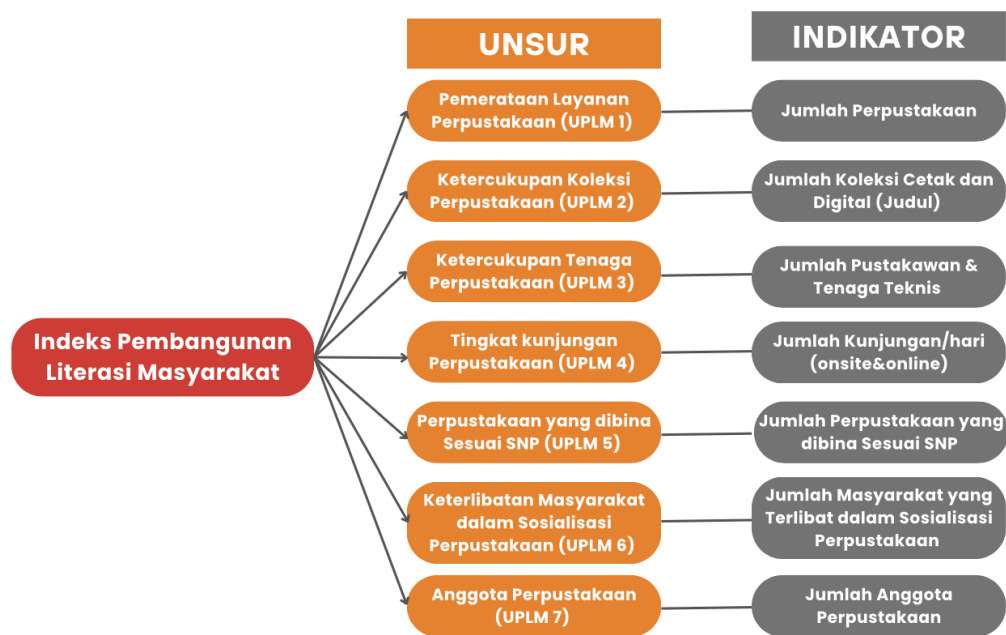 UNSUR
INDIKATOR
Indeks Pembangunan
Literasi Masyarakat
Pemerataan Layanan
Perpustakaan (UPLM 1)
Jumlah Perpustakaan
Ketercukupan Koleksi
Perpustakaan (UPLM 2)
Jumlah Koleksi Cetak dan
Digital (Judul)
Ketercukupan Tenaga
Perpustakaan (UPLM 3)
Jumlah Pustakawan &
Tenaga Teknis
Tingkat kunjungan
Perpustakaan (UPLM 4)
Jumlah Kunjungan/hari
(onsite&online)
Perpustakaan yang dibina
Sesuai SNP (UPLM 5)
Jumlah Perpustakaan yang
dibina Sesuai SNP
Keterlibatan Masyarakat
dalam Sosialisasi
Perpustakaan (UPLM 6)
Jumlah Masyarakat yang
Terlibat dalam Sosialisasi
Perpustakaan
Anggota Perpustakaan
(UPLM 7)
Jumlah Anggota
Perpustakaan